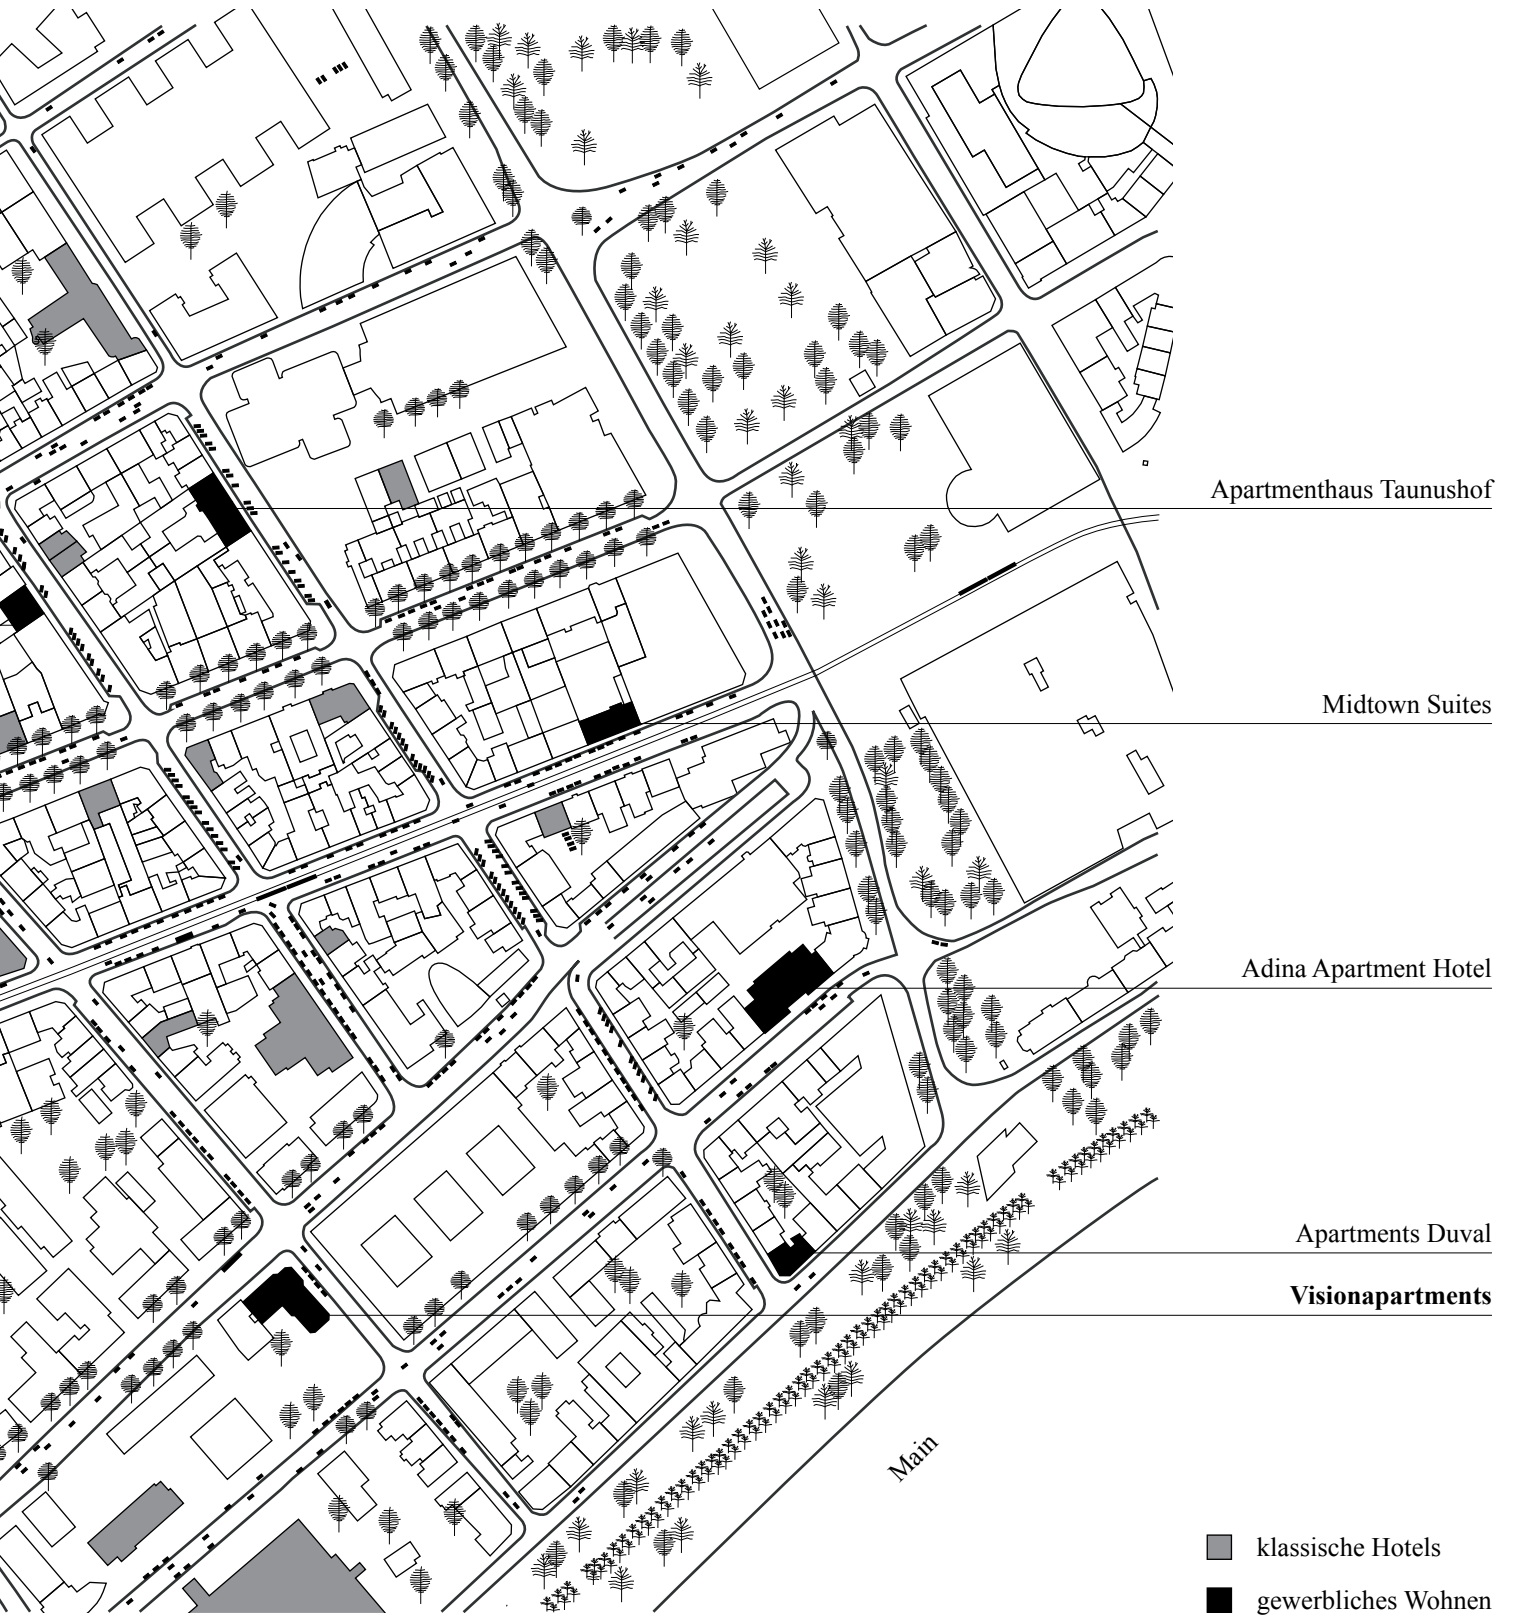 Apartmenthaus Taunushof
Midtown Suites
Adina Apartment Hotel
Apartments Duval
Visionapartments
Main
klassische Hotels
gewerbliches Wohnen